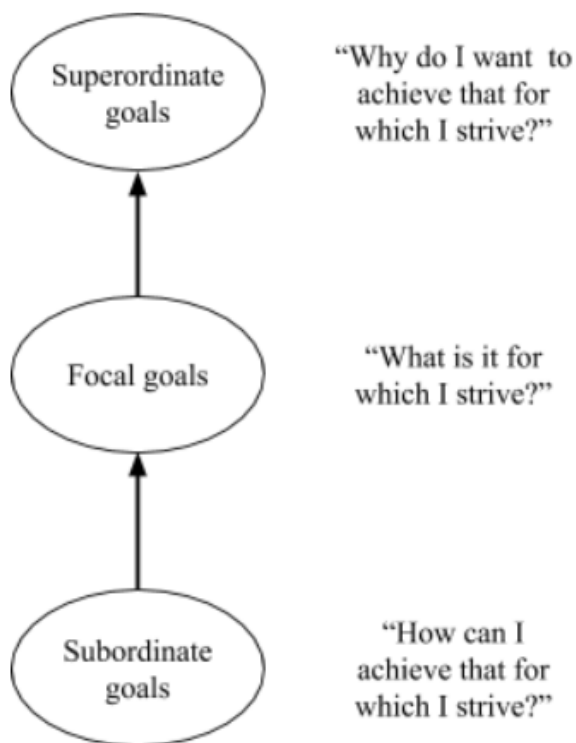 Superordinate
goals
“Why do I want to
achieve that for
which I strive?”
Focal goals
“What is it for
which I strive?”
Subordinate
goals
“How can I
achieve that for
which I strive?”